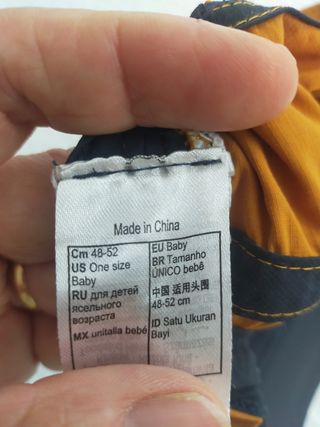 Made in China
Cm 48-52
US One size
Baby
RU для детей
ясельного
возраста
MX unitalla bebé
EU Baby
BR Tamanho
ÚNICO bebê
中国 适用头围
48-52 cm
ID Satu Ukuran
Bayi